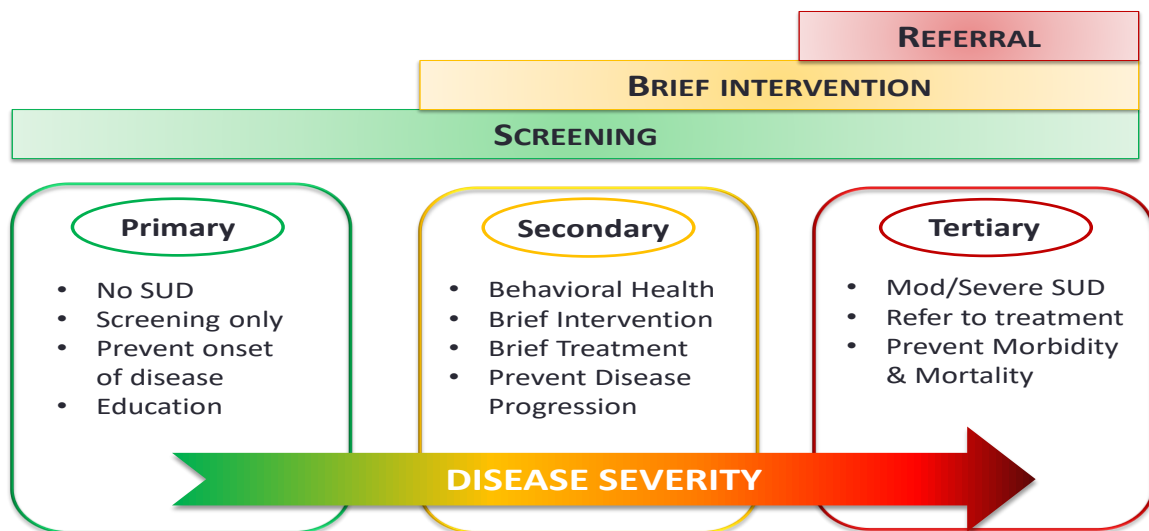 REFERRAL
BRIEF INTERVENTION
SCREENING
Primary
• No SUD
• Screening only
• Prevent onset
of disease
• Education
Secondary
• Behavioral Health
• Brief Intervention
• Brief Treatment
• Prevent Disease
Progression
Tertiary
• Mod/Severe SUD
• Refer to treatment
• Prevent Morbidity
& Mortality
DISEASE SEVERITY